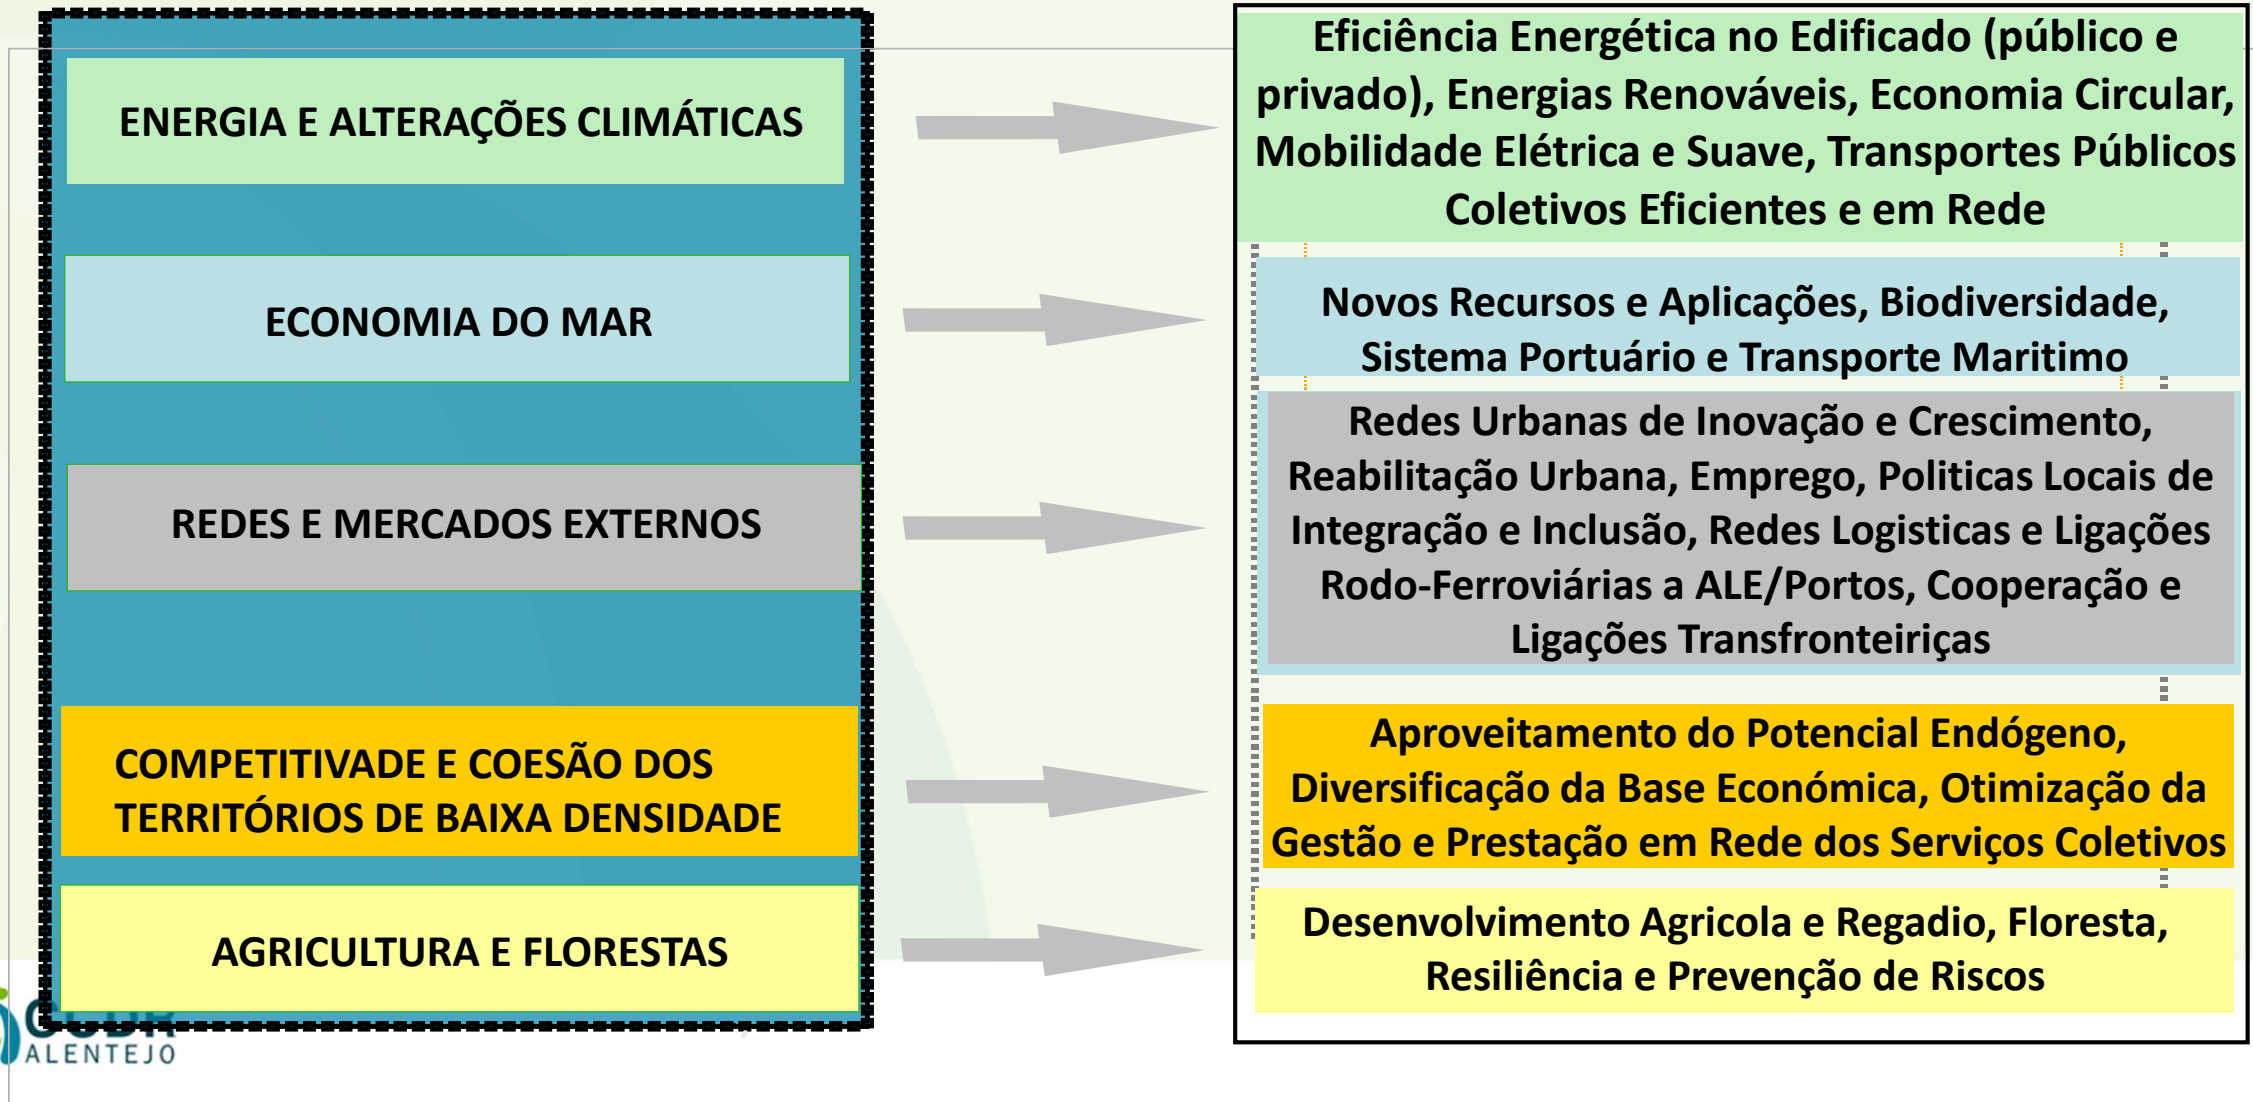 ENERGIA E ALTERAÇÕES CLIMÁTICAS
Eficiência Energética no Edificado (público e
privado), Energias Renováveis, Economia Circular,
Mobilidade Elétrica e Suave, Transportes Públicos
Coletivos Eficientes e em Rede
ECONOMIA DO MAR
Novos Recursos e Aplicações, Biodiversidade,
Sistema Portuário e Transporte Maritimo
REDES E MERCADOS EXTERNOS
Redes Urbanas de Inovação e Crescimento,
Reabilitação Urbana, Emprego, Politicas Locais de
Integração e Inclusão, Redes Logisticas e Ligações
Rodo-Ferroviárias a ALE/Portos, Cooperação e
Ligações Transfronteiriças
COMPETITIVADE E COESÃO DOS
TERRITÓRIOS DE BAIXA DENSIDADE
Aproveitamento do Potencial Endógeno,
Diversificação da Base Económica, Otimização da
Gestão e Prestação em Rede dos Serviços Coletivos
AGRICULTURA E FLORESTAS
Desenvolvimento Agricola e Regadio, Floresta,
Resiliência e Prevenção de Riscos
CCDR
ALENTEJO